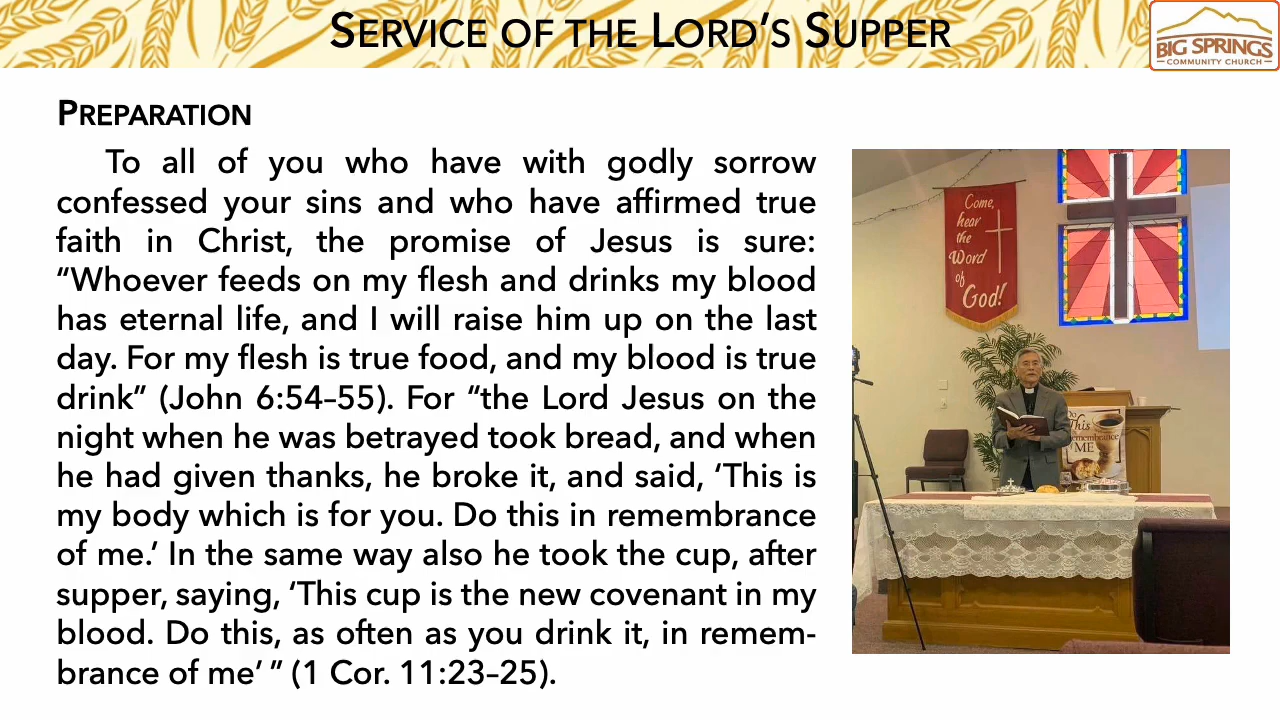 SERVICE OF THE LORD’S SUPPER
BIG SPRINGS
COMMUNITY CHURCH
PREPARATION
To all of you who have with godly sorrow
confessed your sins and who have affirmed true
faith in Christ, the promise of Jesus is sure:
“Whoever feeds on my flesh and drinks my blood
has eternal life, and I will raise him up on the last
day. For my flesh is true food, and my blood is true
drink” (John 6:54–55). For “the Lord Jesus on the
night when he was betrayed took bread, and when
he had given thanks, he broke it, and said, ‘This is
my body which is for you. Do this in remembrance
of me.’ In the same way also he took the cup, after
supper, saying, ‘This cup is the new covenant in my
blood. Do this, as often as you drink it, in remem-
brance of me’ ” (1 Cor. 11:23–25).
Come,
hear
the
Word
of
God!
Do
This
emembrance
ME